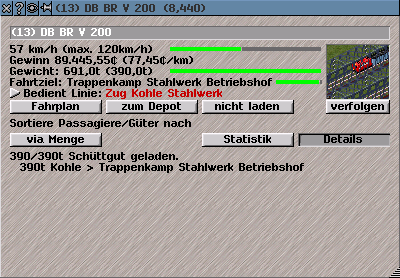 (13) DB BR V 200 (8,440)
(13) DB BR V 200
57 km/h (max. 120km/h)
Gewinn 89.445,55¢ (77,45¢/km)
Gewicht: 691,0t (390,0t)
Fahrtziel: Trappenkamp Stahlwerk Betriebshof
Bedient Linie: Zug Kohle Stahlwerk
Fahrplan zum Depot nicht laden verfolgen
Sortiere Passagiere/Güter nach
via Menge Statistik Details
390/390t Schüttgut geladen.
390t Kohle > Trappenkamp Stahlwerk Betriebshof